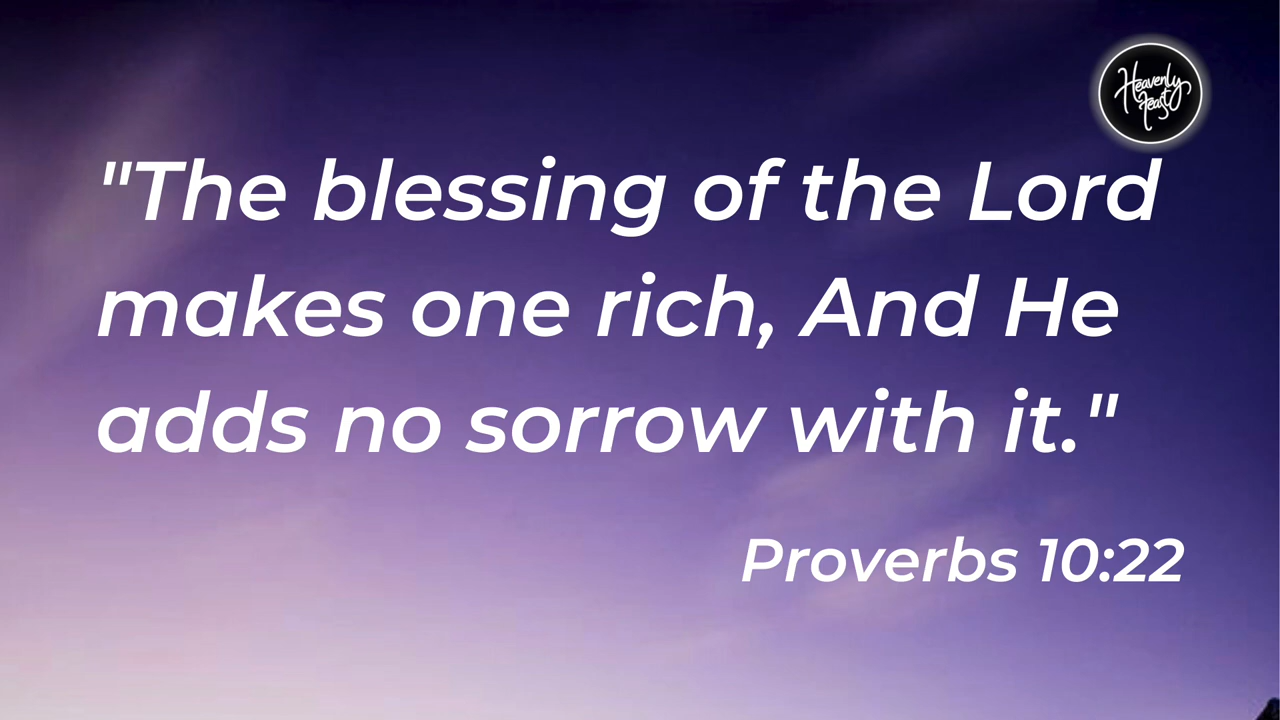 Heavenly
feast
"The blessing of the Lord
makes one rich, And He
adds no sorrow with it."
Proverbs 10:22